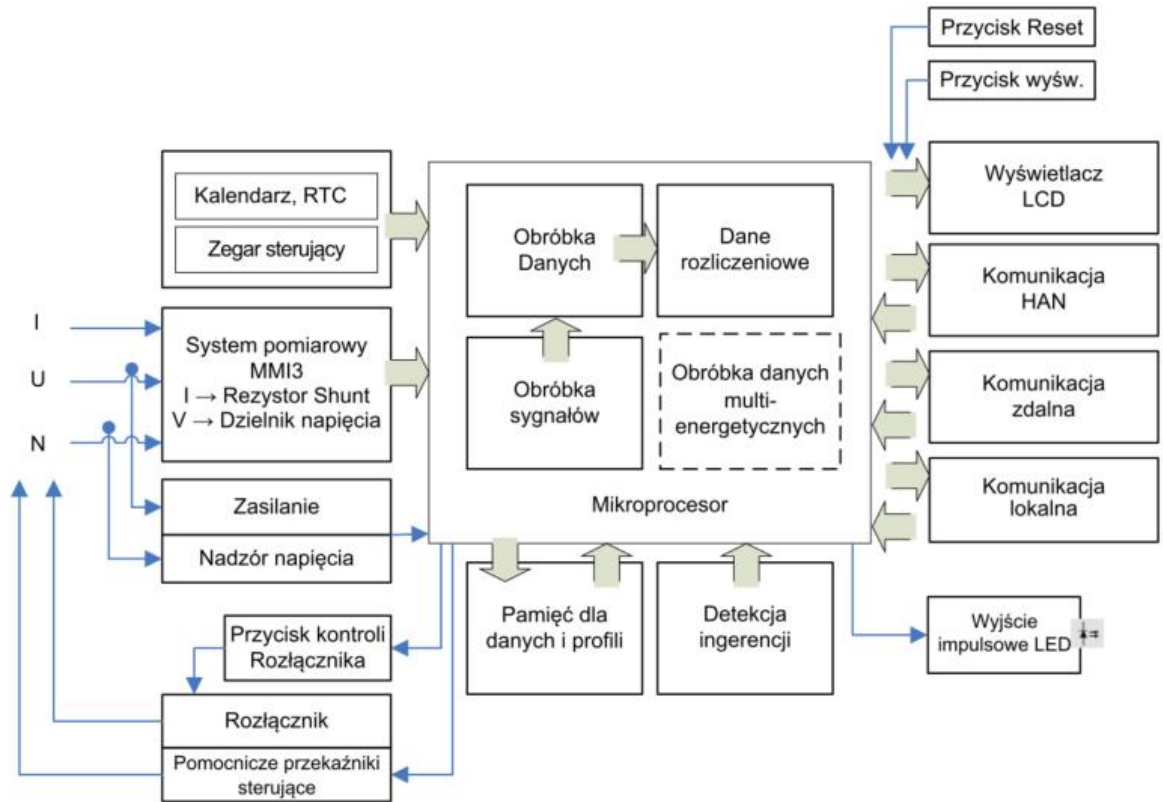 Przycisk Reset
Przycisk wyśw.
Kalendarz, RTC
Zegar sterujący
Obróbka
Danych
Dane
rozliczeniowe
Wyświetlacz
LCD
Komunikacja
HAN
I
U
N
System pomiarowy
MMI3
I → Rezystor Shunt
V → Dzielnik napięcia
Obróbka
sygnałów
Obróbka danych
multi-
energetycznych
Komunikacja
zdalna
Mikroprocesor
Komunikacja
lokalna
Zasilanie
Nadzór napięcia
Pamięć dla
danych i profili
Detekcja
ingerencji
Przycisk kontroli
Rozłącznika
Wyjście
impulsowe LED
Rozłącznik
Pomocnicze przekaźniki
sterujące